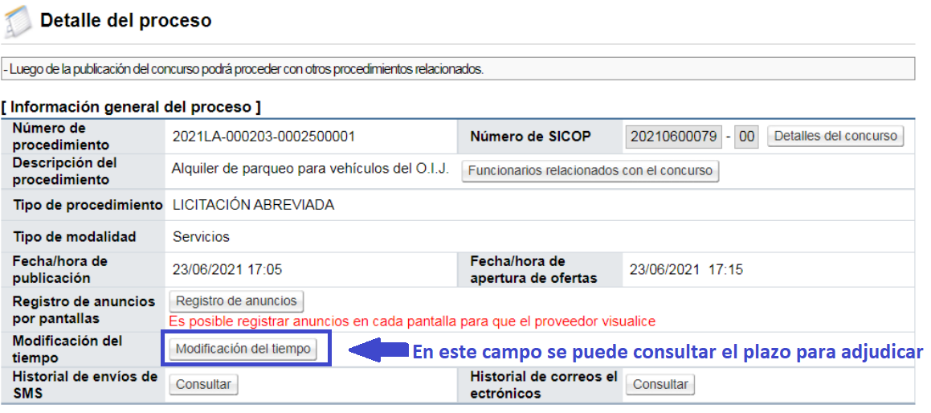 Detalle del proceso
- Luego de la publicación del concurso podrá proceder con otros procedimientos relacionados.
[ Información general del proceso ]
Número de procedimiento 2021LA-000203-0002500001 Número de SICOP 20210600079 - 00 Detalles del concurso
Descripción del procedimiento Alquiler de parqueo para vehículos del O.I.J. Funcionarios relacionados con el concurso
Tipo de procedimiento LICITACIÓN ABREVIADA
Tipo de modalidad Servicios
Fecha/hora de publicación 23/06/2021 17:05 Fecha/hora de apertura de ofertas 23/06/2021 17:15
Registro de anuncios por pantallas Registro de anuncios
Es posible registrar anuncios en cada pantalla para que el proveedor visualice
Modificación del tiempo Modificación del tiempo En este campo se puede consultar el plazo para adjudicar
Historial de envíos de SMS Consultar Historial de correos el ectrónicos Consultar